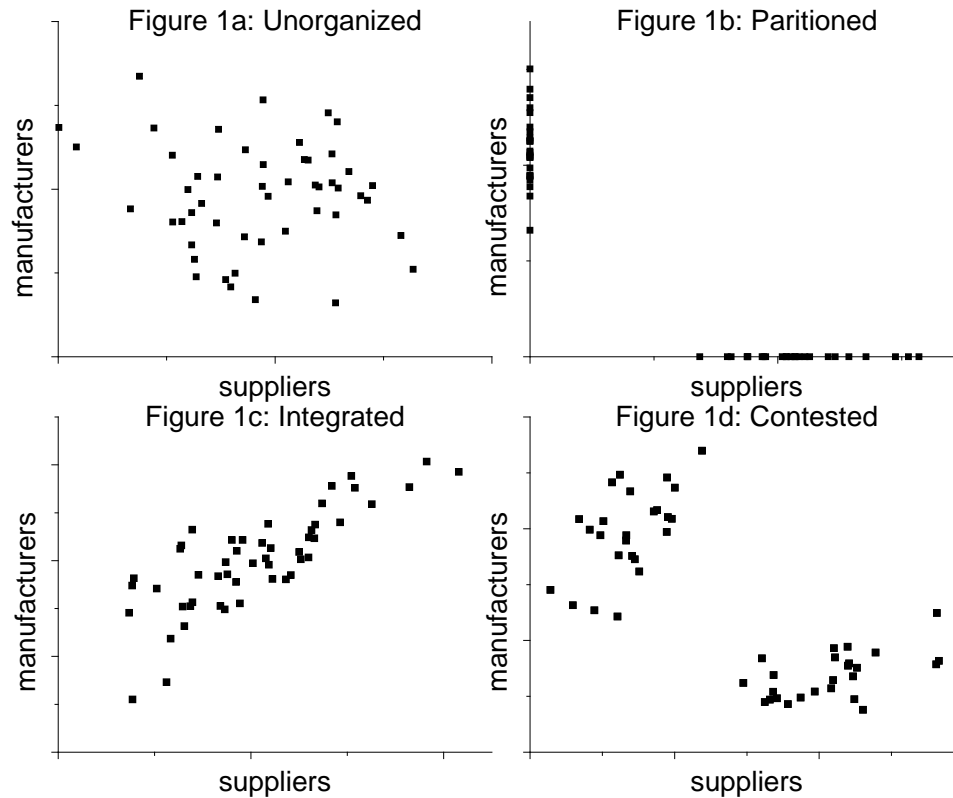 Figure 1a: Unorganized
manufacturers
suppliers
Figure 1b: Paritioned
manufacturers
suppliers
Figure 1c: Integrated
manufacturers
suppliers
Figure 1d: Contested
manufacturers
suppliers